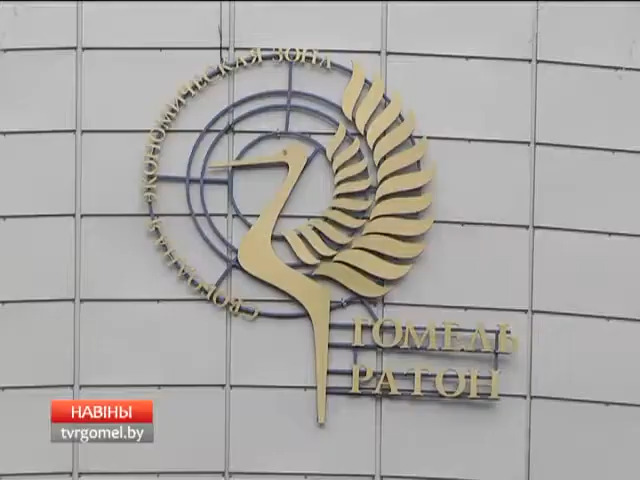 СВОБОДНАЯ ЭКОНОМИЧЕСКАЯ ЗОНА
ГОМЕЛЬ
РАТОН
НАВІНЫ
tvrgomel.by